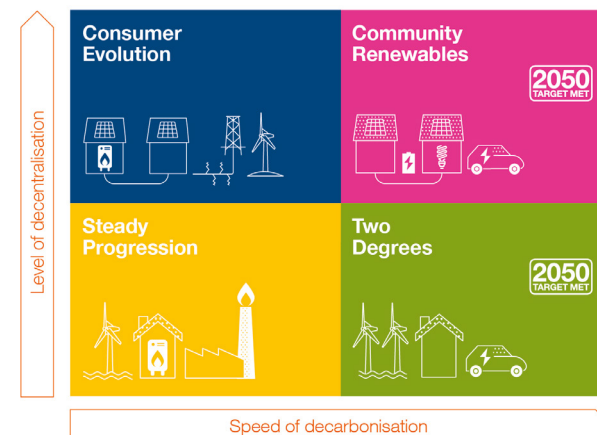 Level of decentralisation
Consumer
Evolution
Community
Renewables
2050
TARGET MET
Steady
Progression
Two
Degrees
2050
TARGET MET
Speed of decarbonisation